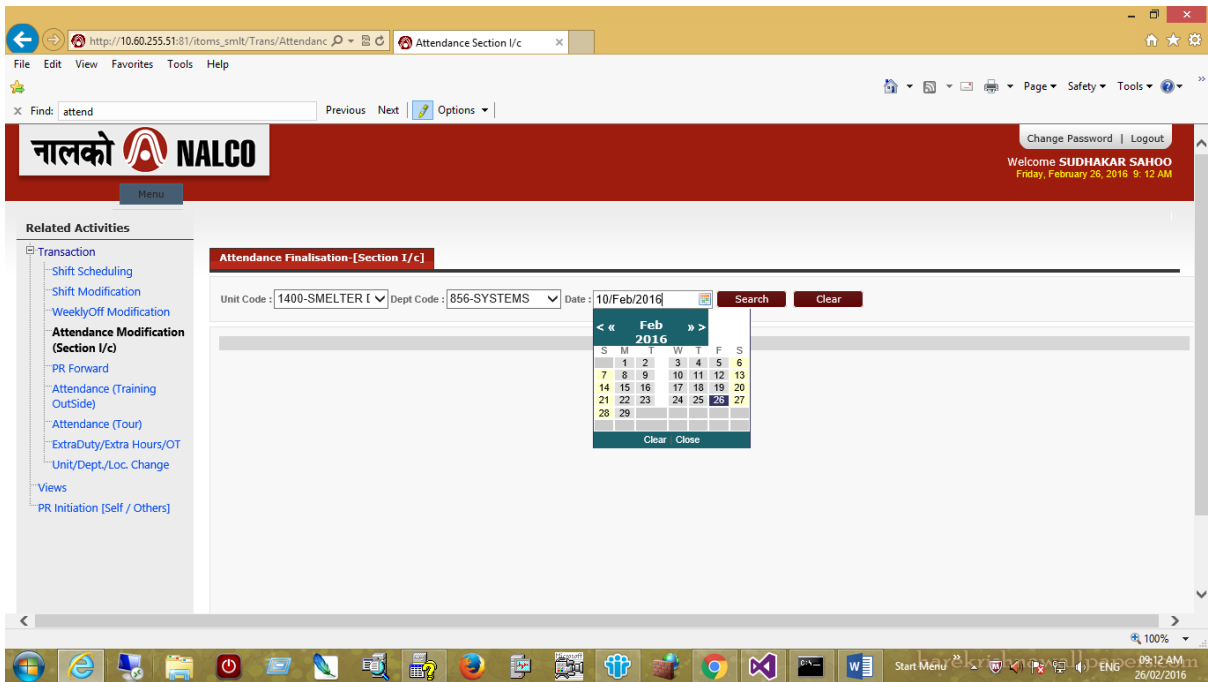 http://10.60.255.51:81/itoms_smlt/Trans/Attendanc
Attendance Section I/c
File Edit View Favorites Tools Help
Page Safety Tools
x Find: attend Previous Next Options
नालको NALCO
Change Password | Logout
Welcome SUDHAKAR SAHOO
Friday, February 26, 2016 9: 12 AM
Menu
Related Activities
Transaction
Shift Scheduling
Shift Modification
WeeklyOff Modification
Attendance Modification
(Section I/c)
PR Forward
Attendance (Training
OutSide)
Attendance (Tour)
ExtraDuty/Extra Hours/OT
Unit/Dept./Loc. Change
Views
PR Initiation [Self / Others]
Attendance Finalisation-[Section I/c]
Unit Code : 1400-SMELTER Dept Code : 856-SYSTEMS Date : 10/Feb/2016 Search Clear
< « Feb » >
2016
S M T W T F S
1 2 3 4 5 6
7 8 9 10 11 12 13
14 15 16 17 18 19 20
21 22 23 24 25 26 27
28 29
Clear Close
100%
Start Menu ENG 09:12 AM
26/02/2016